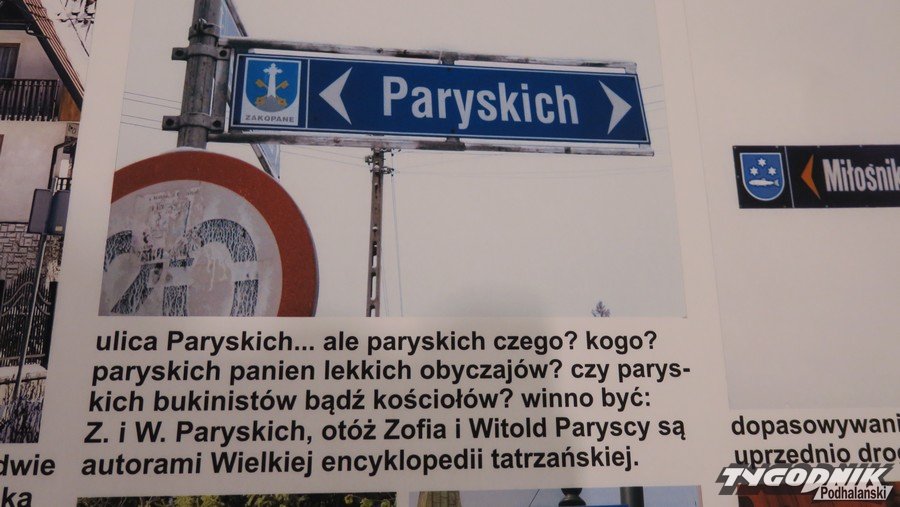 Paryskich
ZAKOPANE
Miłośnik
20
ulica Paryskich... ale paryskich czego? kogo?
paryskich panien lekkich obyczajów? czy parys-
kich bukinistów bądź kościołów? winno być:
Z. i W. Paryskich, otóż Zofia i Witold Paryscy są
autorami Wielkiej encyklopedii tatrzańskiej.
dwie
ka
dopasowywani
uprzednio dro
TYGODNIK
Podhalański